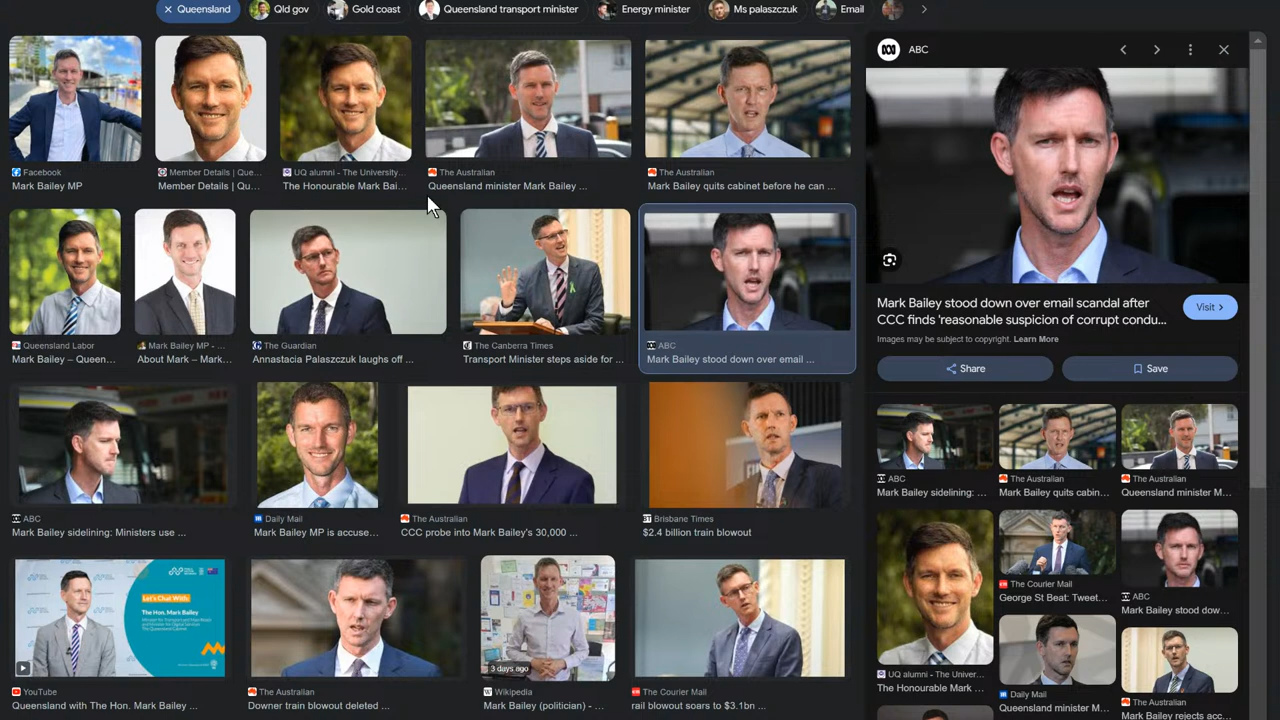 Queensland
Qld gov
Gold coast
Queensland transport minister
Energy minister
Ms palaszczuk
Email
ABC
Facebook
Mark Bailey MP
Member Details | Que...
Member Details | Qu...
UQ alumni - The University...
The Honourable Mark Bai...
The Australian
Queensland minister Mark Bailey ...
The Australian
Mark Bailey quits cabinet before he can ...
Queensland Labor
Mark Bailey – Queen...
Mark Bailey MP - ...
About Mark – Mark...
The Guardian
Annastacia Palaszczuk laughs off ...
The Canberra Times
Transport Minister steps aside for ...
ABC
Mark Bailey stood down over email ...
Mark Bailey stood down over email scandal after
CCC finds 'reasonable suspicion of corrupt condu...
Visit
Images may be subject to copyright. Learn More
Share
Save
ABC
Mark Bailey sidelining: Ministers use ...
Daily Mail
Mark Bailey MP is accuse...
The Australian
CCC probe into Mark Bailey's 30,000 ...
Brisbane Times
$2.4 billion train blowout
ABC
Mark Bailey sidelining: ...
The Australian
Mark Bailey quits cabin...
The Australian
Queensland minister M...
Let's Chat With:
The Hon. Mark Bailey
3 days ago
YouTube
Queensland with The Hon. Mark Bailey ...
The Australian
Downer train blowout deleted ...
Wikipedia
Mark Bailey (politician) - ...
The Courier Mail
rail blowout soars to $3.1bn ...
The Courier Mail
George St Beat: Tweet...
ABC
Mark Bailey stood dow...
UQ alumni - The Univer...
The Honourable Mark ...
Daily Mail
Queensland minister M...
The Australian
Mark Bailey rejects acc...